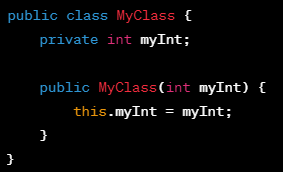 public class MyClass {
    private int myInt;

    public MyClass(int myInt) {
        this.myInt = myInt;
    }
}